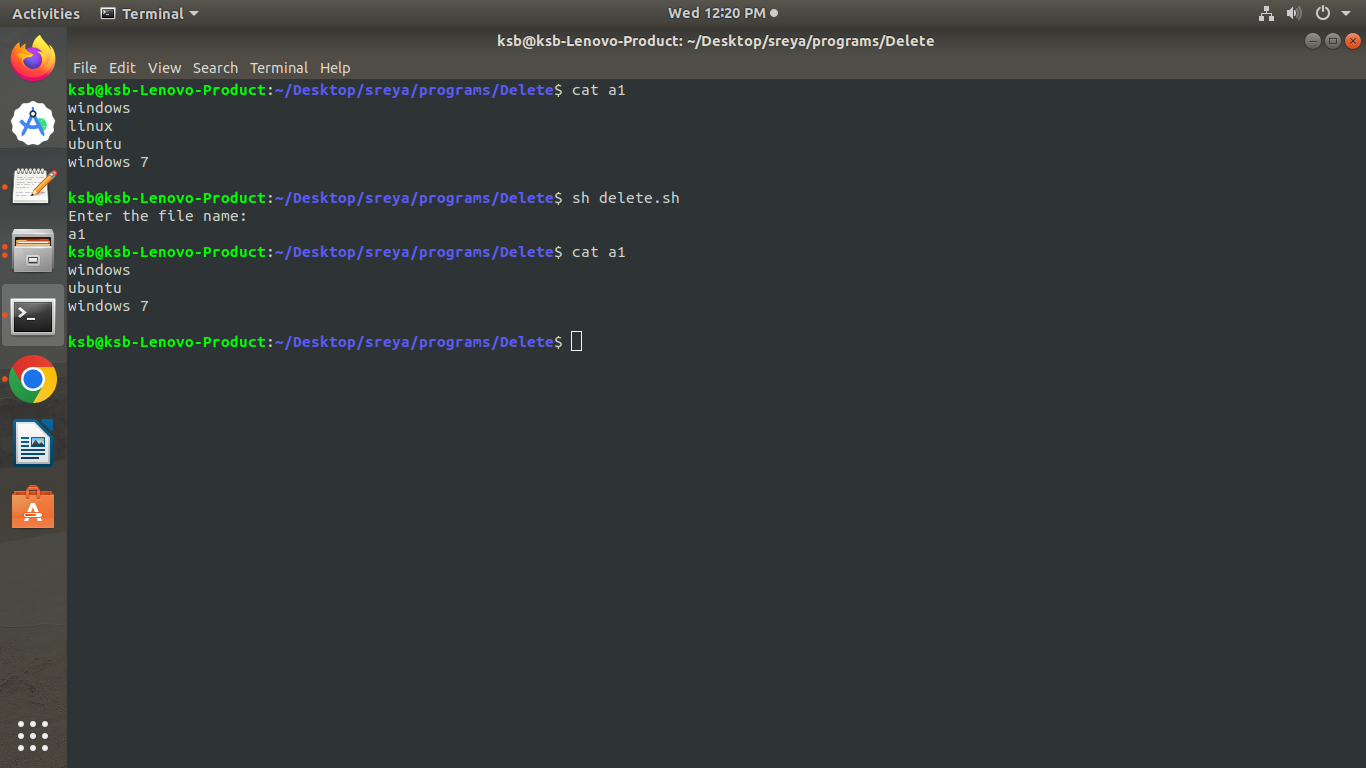 Activities Terminal Wed 12:20 PM
ksb@ksb-Lenovo-Product: ~/Desktop/sreya/programs/Delete
File Edit View Search Terminal Help
ksb@ksb-Lenovo-Product:~/Desktop/sreya/programs/Delete$ cat a1
windows
linux
ubuntu
windows 7
ksb@ksb-Lenovo-Product:~/Desktop/sreya/programs/Delete$ sh delete.sh
Enter the file name:
a1
ksb@ksb-Lenovo-Product:~/Desktop/sreya/programs/Delete$ cat a1
windows
ubuntu
windows 7
ksb@ksb-Lenovo-Product:~/Desktop/sreya/programs/Delete$